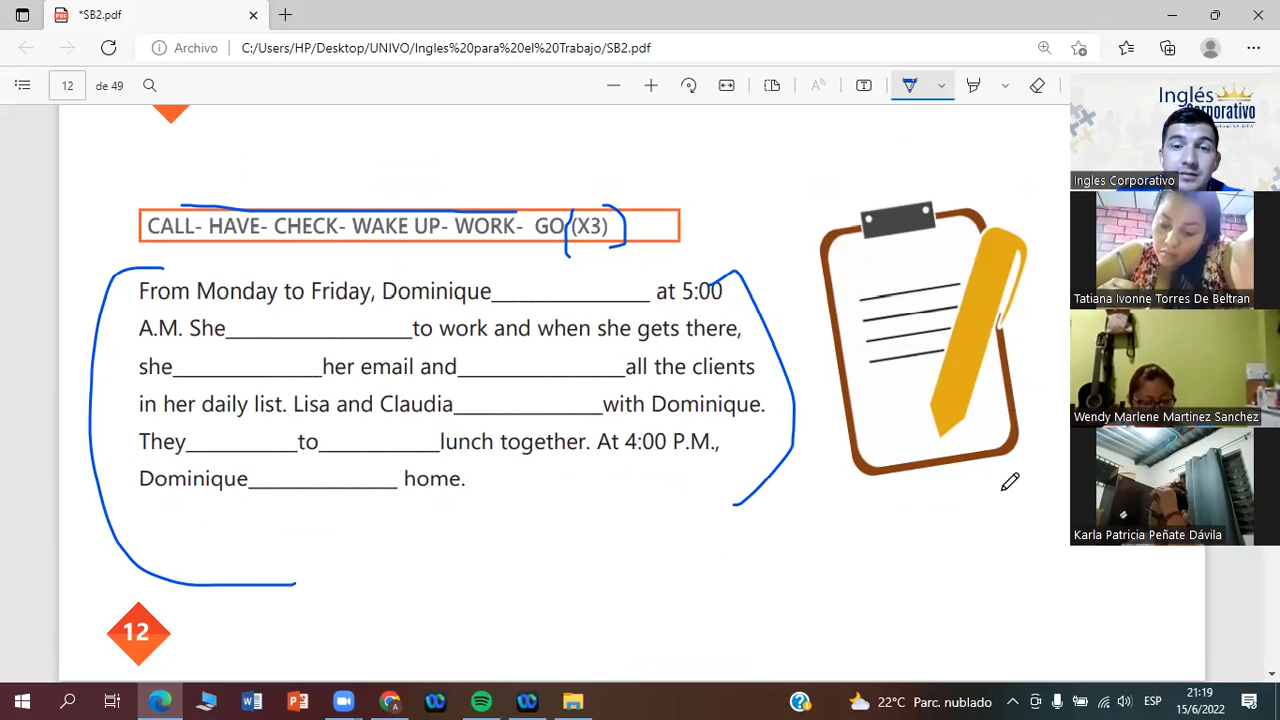 *SB2.pdf
Archivo
C:/Users/HP/Desktop/UNIVO/Ingles%20para%20el%20Trabajo/SB2.pdf
12 de 49
Inglés
Corporativo
Ingles Corporativo
CALL- HAVE- CHECK- WAKE UP- WORK- GO (X3)
From Monday to Friday, Dominique_______________ at 5:00
A.M. She__________________to work and when she gets there,
she______________her email and________________all the clients
in her daily list. Lisa and Claudia______________with Dominique.
They__________to___________lunch together. At 4:00 P.M.,
Dominique______________ home.
Tatiana Ivonne Torres De Beltran
Wendy Marlene Martinez Sanchez
Karla Patricia Peñate Dávila
12
22°C Parc. nublado
ESP
21:19
15/6/2022